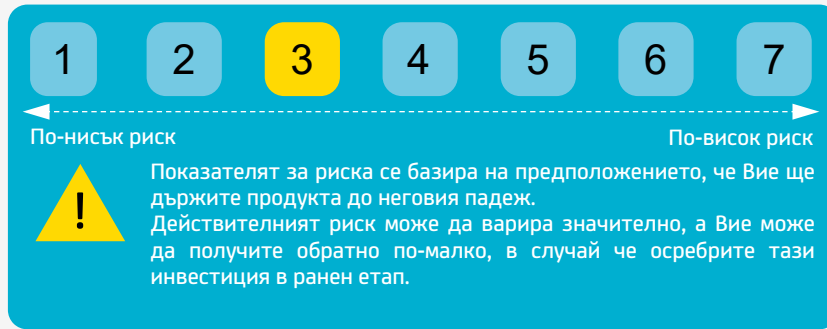 1 2 3 4 5 6 7
По-нисък риск По-висок риск
!
Показателят за риска се базира на предположението, че Вие ще
държите продукта до неговия падеж.
Действителният риск може да варира значително, а Вие може
да получите обратно по-малко, в случай че осребрите тази
инвестиция в ранен етап.